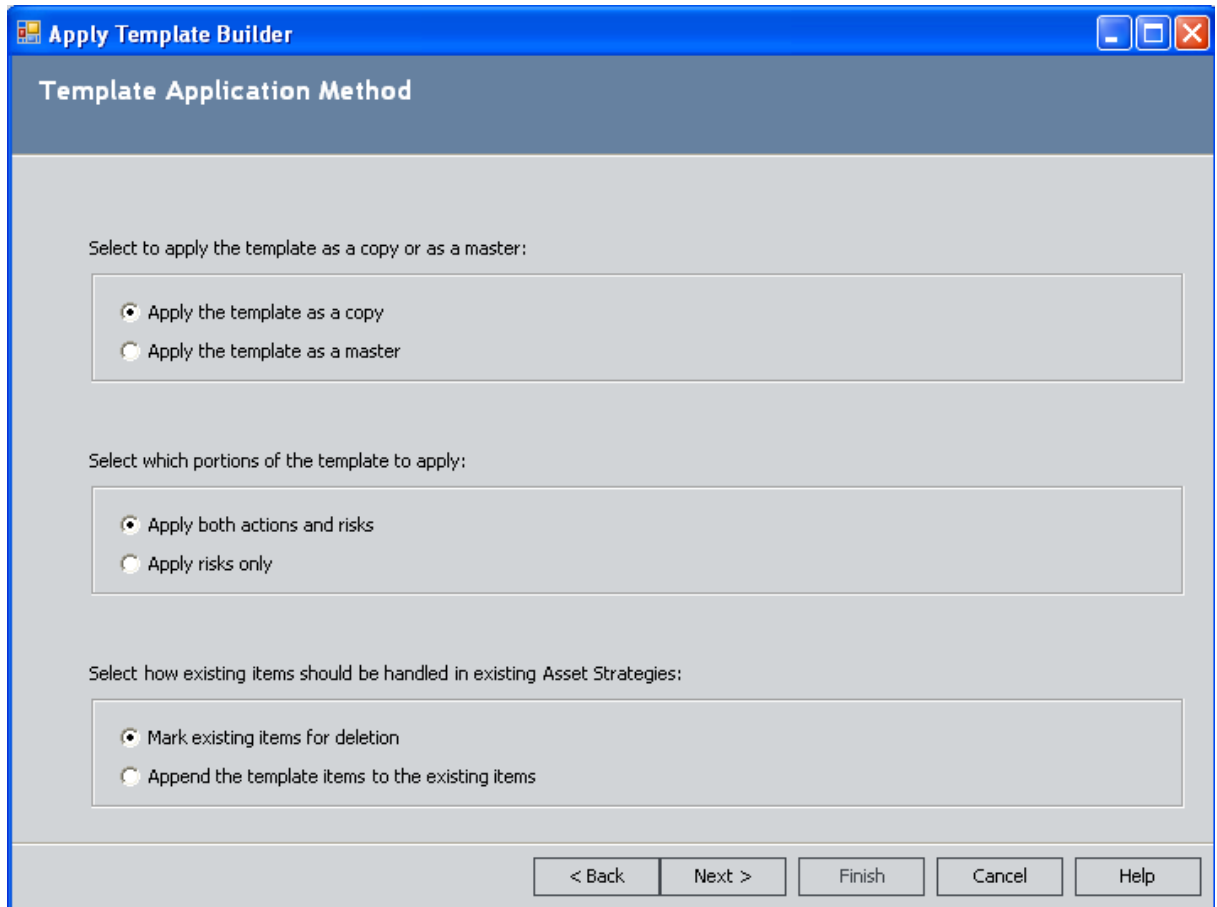 Apply Template Builder
Template Application Method
Select to apply the template as a copy or as a master:
Apply the template as a copy
Apply the template as a master
Select which portions of the template to apply:
Apply both actions and risks
Apply risks only
Select how existing items should be handled in existing Asset Strategies:
Mark existing items for deletion
Append the template items to the existing items
< Back Next > Finish Cancel Help